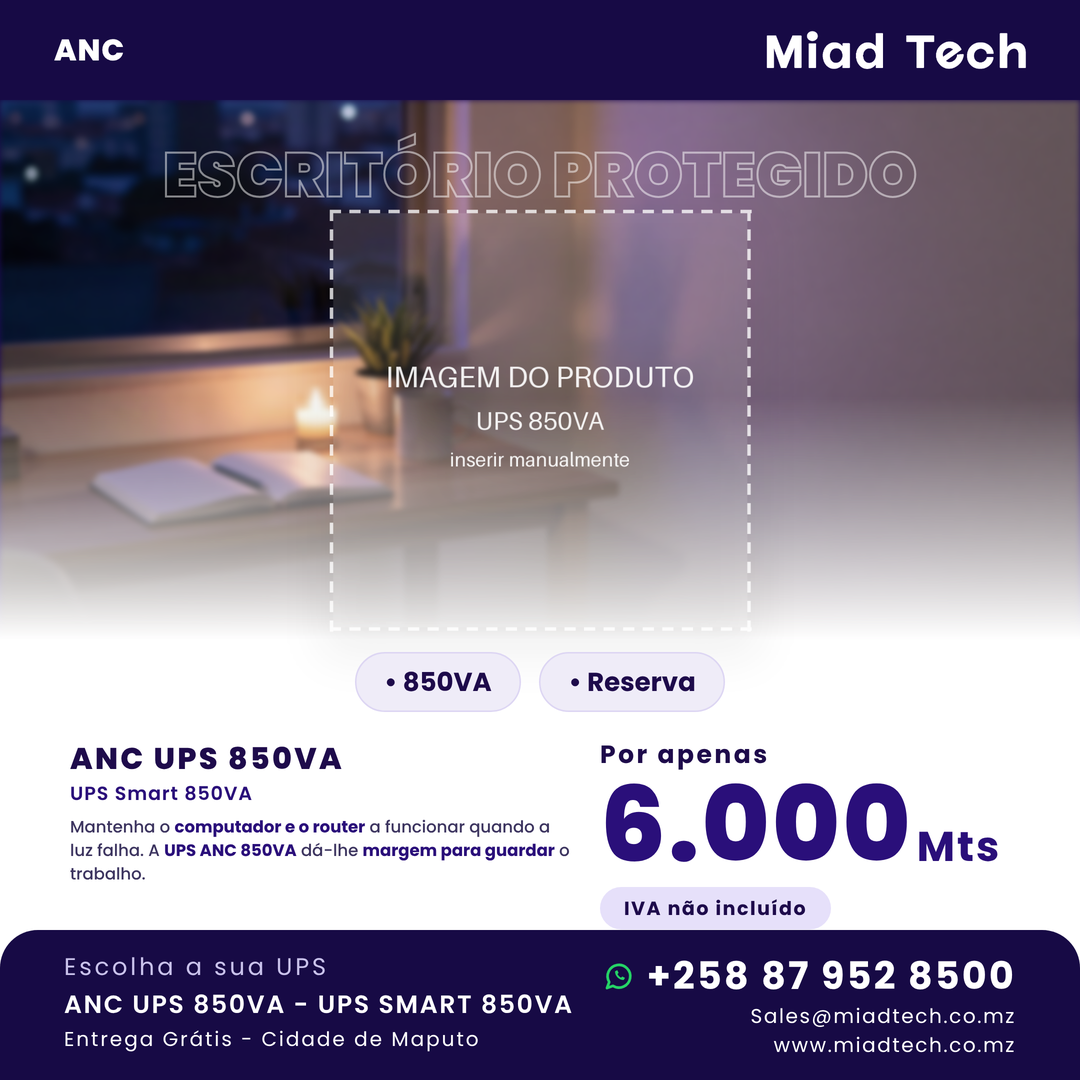 ANC
Miad Tech
ESCRITÓRIO PROTEGIDO
IMAGEM DO PRODUTO
UPS 850VA
inserir manualmente
• 850VA
• Reserva
ANC UPS 850VA
UPS Smart 850VA
Mantenha o computador e o router a funcionar quando a
luz falha. A UPS ANC 850VA dá-lhe margem para guardar o
trabalho.
Por apenas
6.000 Mts
IVA não incluído
Escolha a sua UPS
ANC UPS 850VA - UPS SMART 850VA
Entrega Grátis - Cidade de Maputo
+258 87 952 8500
Sales@miadtech.co.mz
www.miadtech.co.mz